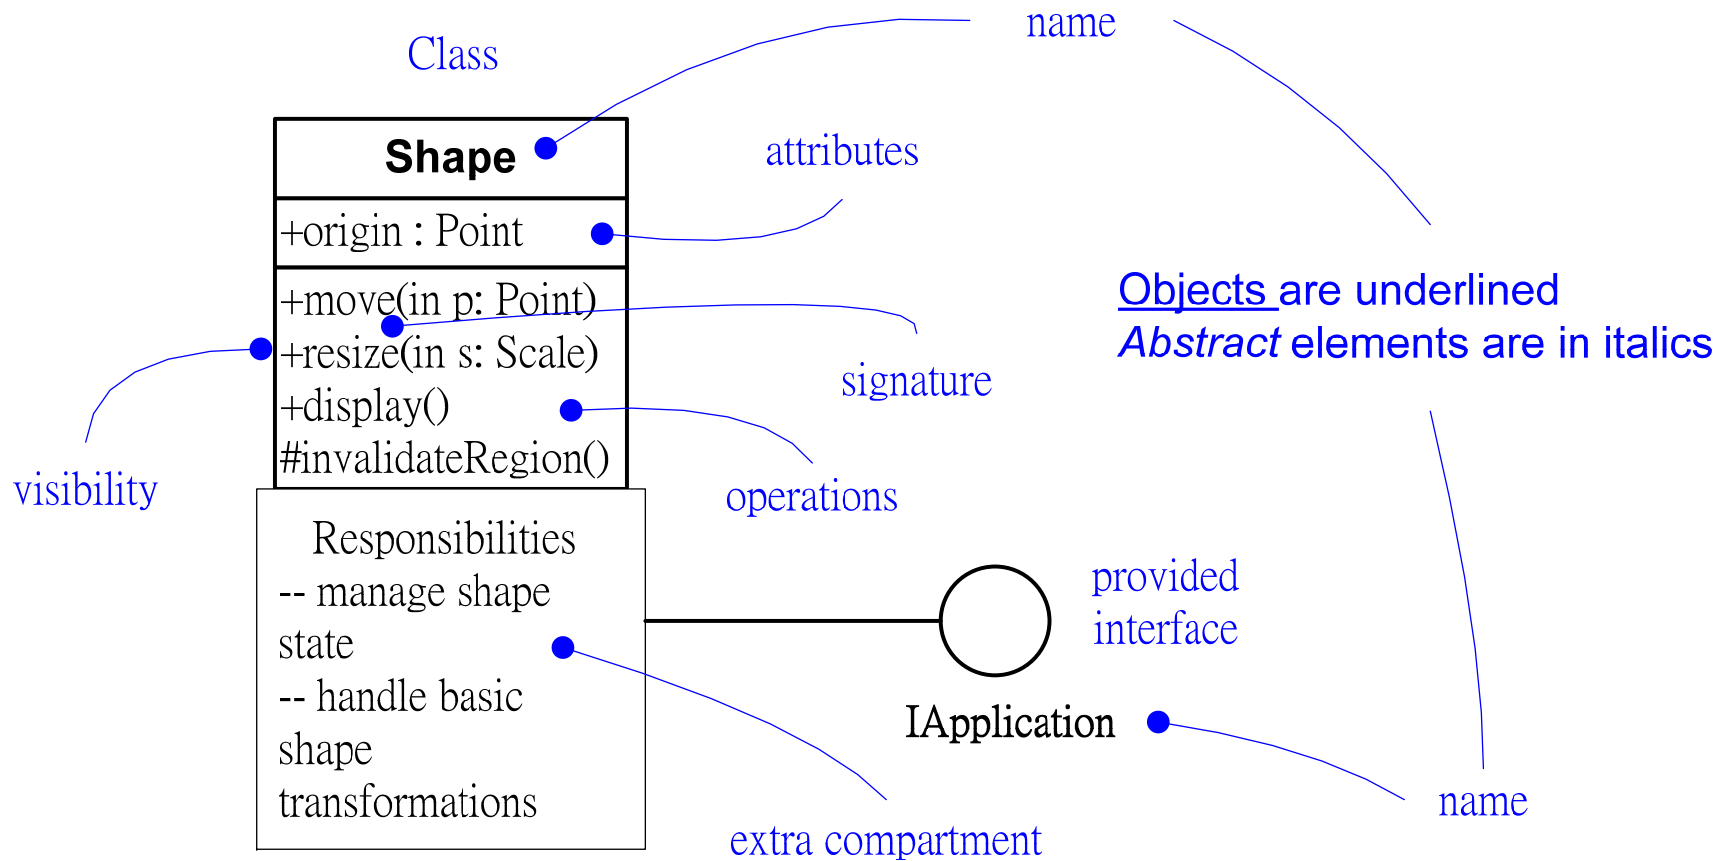 name
Class
Shape
attributes
+origin : Point
+move(in p: Point)
+resize(in s: Scale)
+display()
#invalidateRegion()
Objects are underlined
Abstract elements are in italics
signature
visibility
operations
Responsibilities
-- manage shape
state
-- handle basic
shape
transformations
provided
interface
IApplication
name
extra compartment